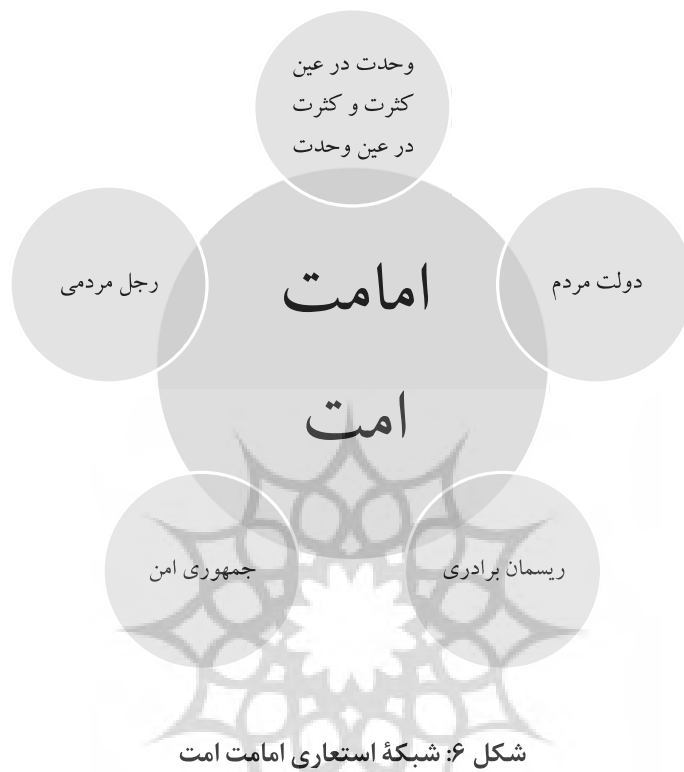 وحدت در عین
کثرت و کثرت
در عین وحدت
دولت مردم
رجل مردمی
امامت
امت
ریسمان برادری
جمهوری امن
شکل ۶: شبکهٔ استعاری امامت امت